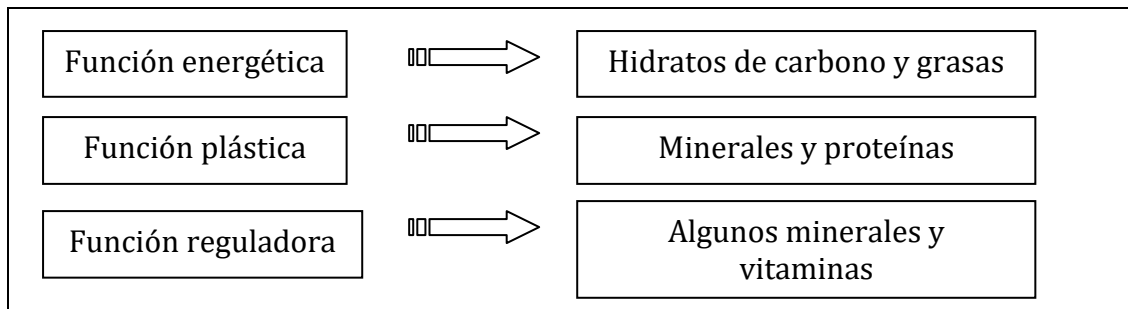 Función energética
Hidratos de carbono y grasas
Función plástica
Minerales y proteínas
Función reguladora
Algunos minerales y
vitaminas